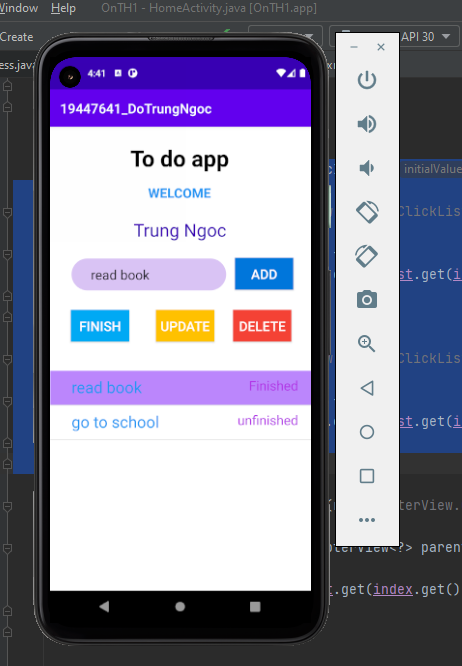 Window Help OnTH1 - HomeActivity.java [OnTH1.app]
Create API 30
ess.java
4:41
19447641_DoTrungNgoc
initialValue
To do app
WELCOME
ClickLis
Trung Ngoc
read book ADD
st.get(i
FINISH UPDATE DELETE
ClickLis
read book Finished
go to school unfinished
st.get(i
terView.
pterView<?> paren
t.get(index.get()